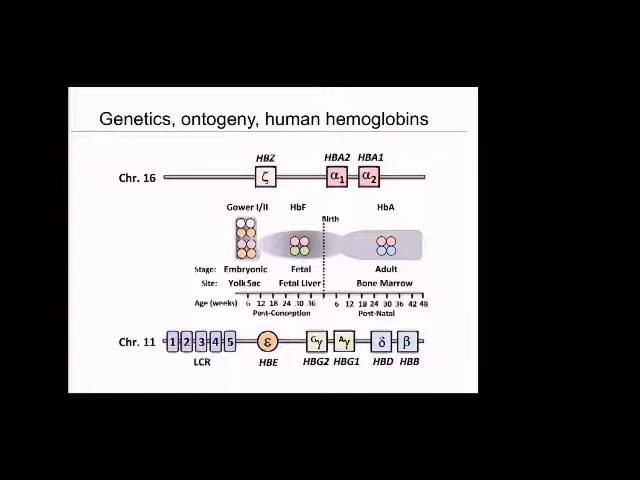 Genetics, ontogeny, human hemoglobins
HBZ HBA2 HBA1
Chr. 16 ζ α1 α2
Gower I/II HbF HbA
Birth
Stage: Embryonic Fetal Adult
Site: Yolk Sac Fetal Liver Bone Marrow
Age (weeks) 6 12 18 24 30 36 6 12 18 24 30 36 42 48
Post-Conception Post-Natal
Chr. 11 1 2 3 4 5 ε Gγ Aγ δ β
LCR HBE HBG2 HBG1 HBD HBB